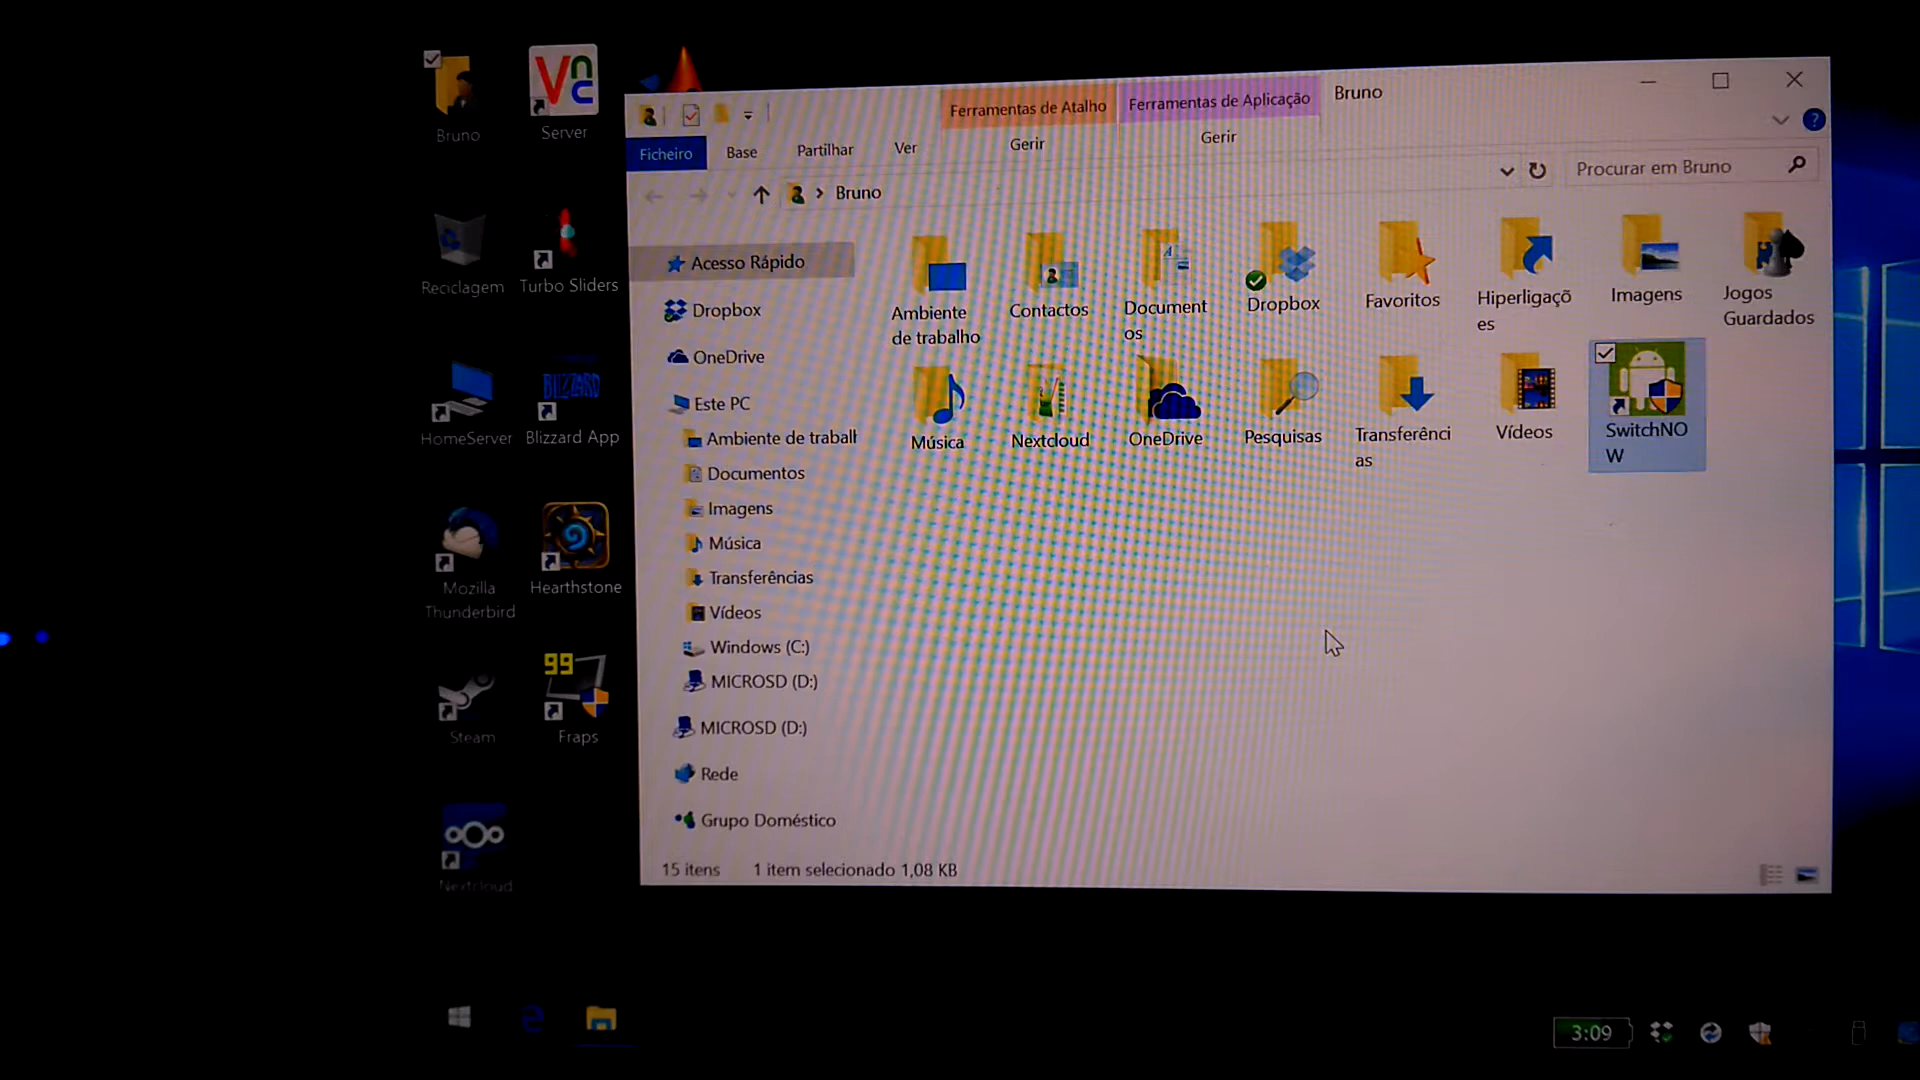 Bruno
Server
Reciclagem
Turbo Sliders
HomeServer
Blizzard App
BLIZZARD
Mozilla
Thunderbird
Hearthstone
Steam
99
Fraps
Nextcloud
Ferramentas de Atalho
Ferramentas de Aplicação
Bruno
Ficheiro
Base
Partilhar
Ver
Gerir
Gerir
?
Bruno
Procurar em Bruno
Acesso Rápido
Dropbox
OneDrive
Este PC
Ambiente de traball
Documentos
Imagens
Música
Transferências
Vídeos
Windows (C:)
MICROSD (D:)
MICROSD (D:)
Rede
Grupo Doméstico
Ambiente
de trabalho
Contactos
Document
os
Dropbox
Favoritos
Hiperligaçõ
es
Imagens
Jogos
Guardados
Música
Nextcloud
OneDrive
Pesquisas
Transferênci
as
Vídeos
SwitchNO
W
15 itens
1 item selecionado 1,08 KB
3:09